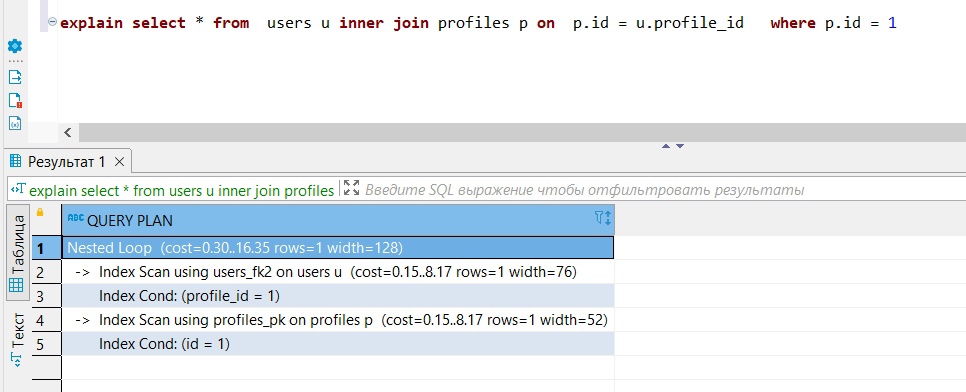 explain select * from  users u inner join profiles p on  p.id = u.profile_id   where p.id = 1
Результат 1
explain select * from users u inner join profiles
Введите SQL выражение чтобы отфильтровать результаты
Таблица
Текст
ABC QUERY PLAN
1 Nested Loop  (cost=0.30..16.35 rows=1 width=128)
2 ->  Index Scan using users_fk2 on users u  (cost=0.15..8.17 rows=1 width=76)
3 Index Cond: (profile_id = 1)
4 ->  Index Scan using profiles_pk on profiles p  (cost=0.15..8.17 rows=1 width=52)
5 Index Cond: (id = 1)